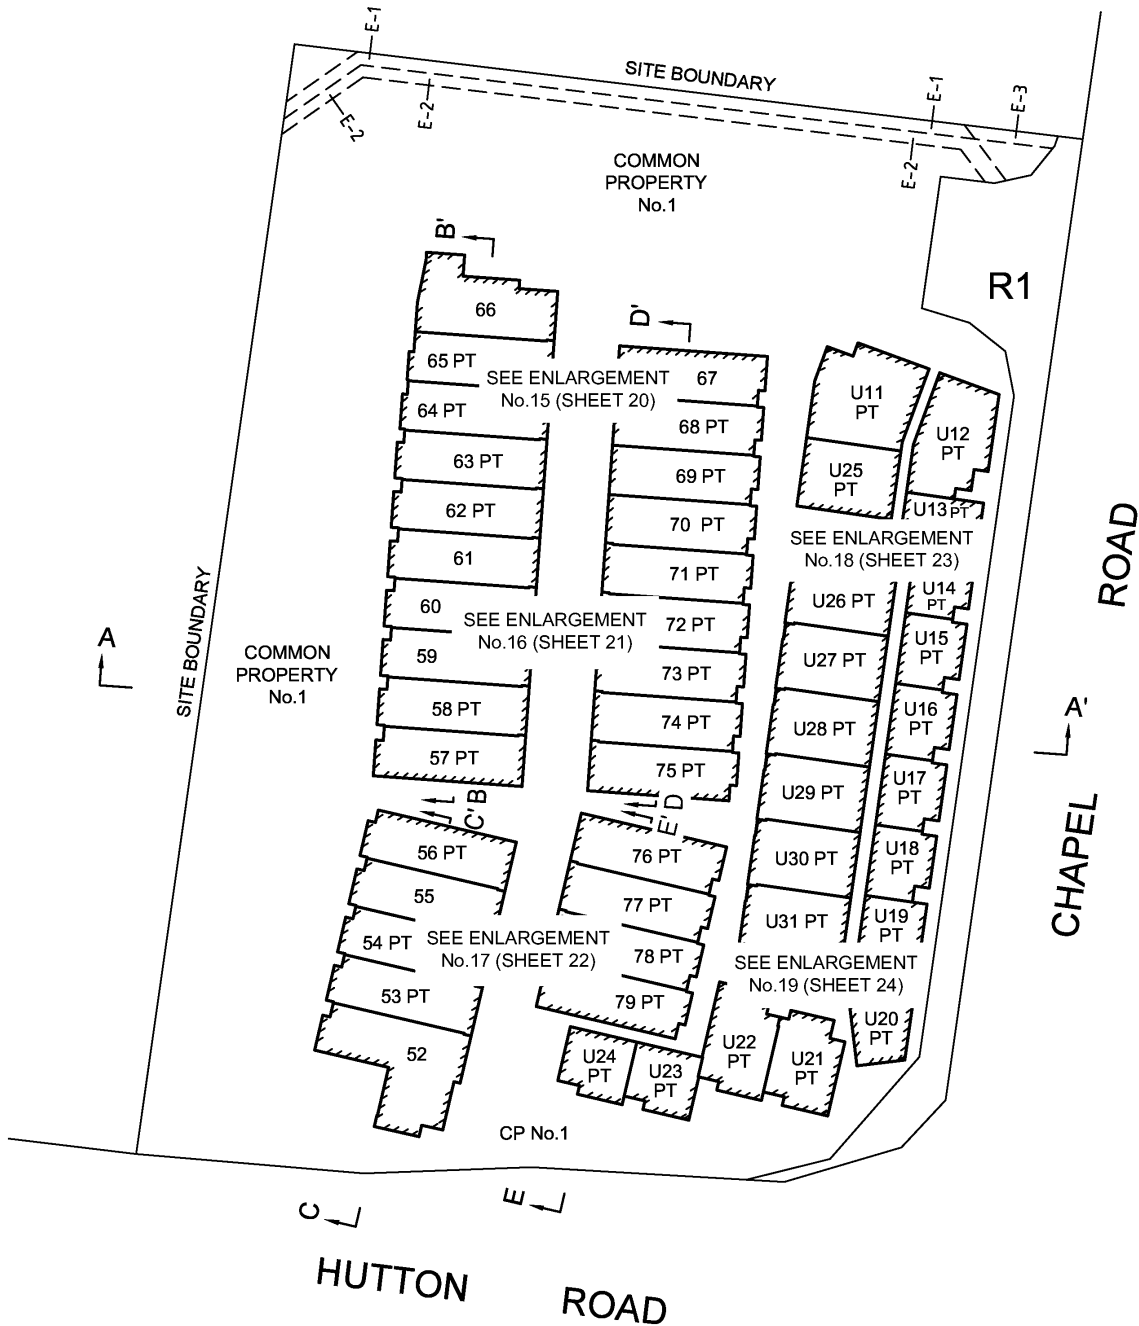 E-1
SITE BOUNDARY
E-2
E-2
E-1
E-3
E-2
COMMON
PROPERTY
No.1
B'
R1
66
D'
65 PT
SEE ENLARGEMENT
No.15 (SHEET 20)
67
64 PT
68 PT
U11
PT
U12
PT
63 PT
69 PT
U25
PT
62 PT
70 PT
U13 PT
61
71 PT
SEE ENLARGEMENT
No.18 (SHEET 23)
ROAD
60
SEE ENLARGEMENT
No.16 (SHEET 21)
72 PT
U26 PT
U14
PT
SITE BOUNDARY
A
COMMON
PROPERTY
No.1
59
73 PT
U27 PT
U15
PT
58 PT
74 PT
U28 PT
U16
PT
A'
57 PT
75 PT
U29 PT
U17
PT
B
C'
D
E'
56 PT
76 PT
U30 PT
U18
PT
CHAPEL
55
77 PT
U31 PT
U19
PT
54 PT
SEE ENLARGEMENT
No.17 (SHEET 22)
78 PT
SEE ENLARGEMENT
No.19 (SHEET 24)
53 PT
79 PT
U20
PT
52
U24
PT
U23
PT
U22
PT
U21
PT
CP No.1
C
E
HUTTON ROAD